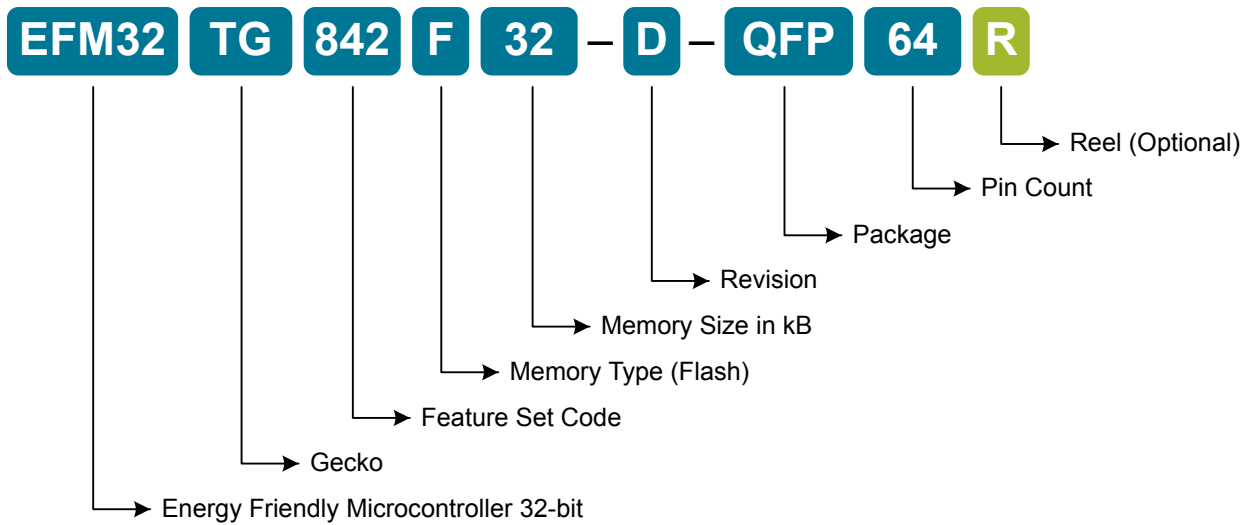 EFM32 TG 842 F 32 – D – QFP 64 R
Reel (Optional)
Pin Count
Package
Revision
Memory Size in kB
Memory Type (Flash)
Feature Set Code
Gecko
Energy Friendly Microcontroller 32-bit